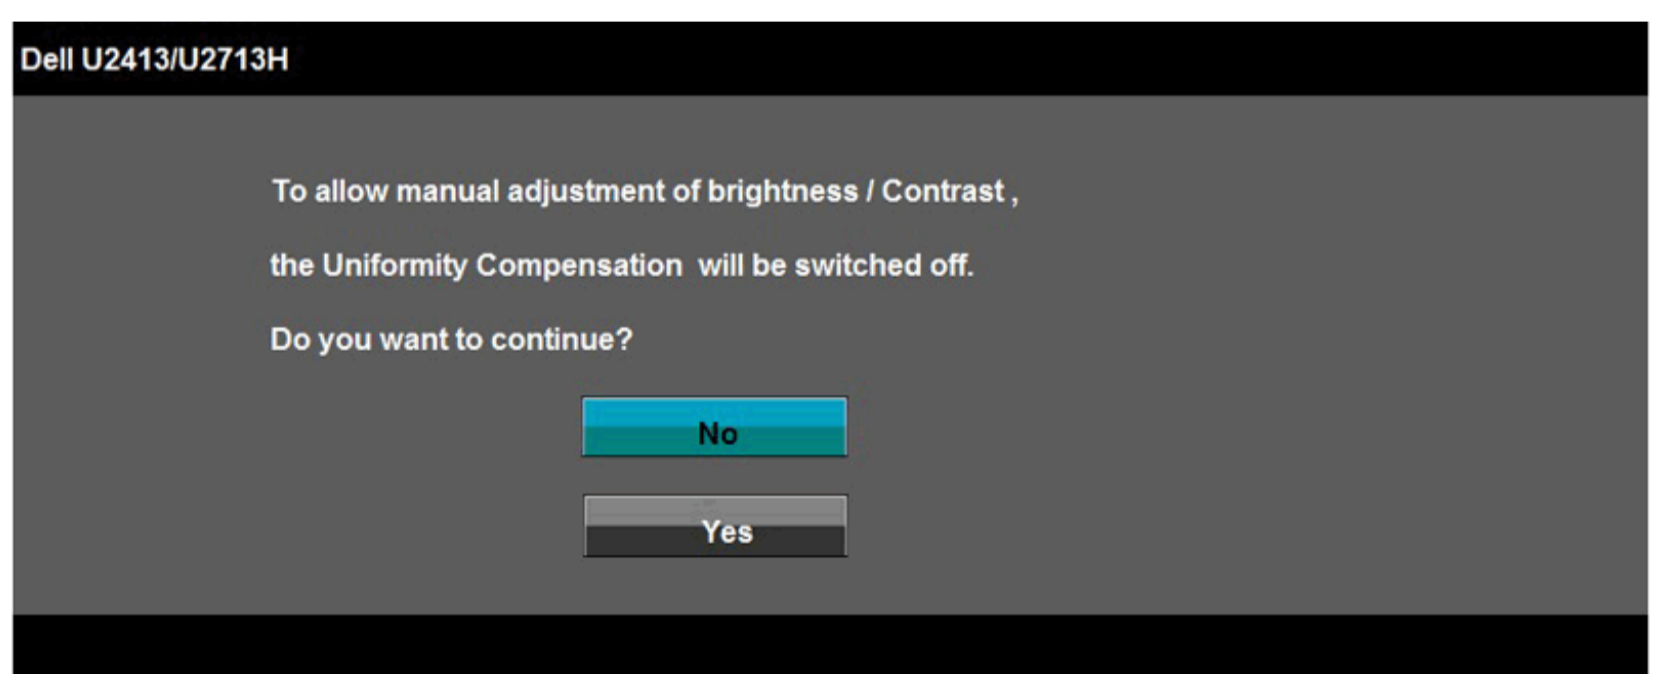 Dell U2413/U2713H
To allow manual adjustment of brightness / Contrast ,
the Uniformity Compensation will be switched off.
Do you want to continue?
No
Yes